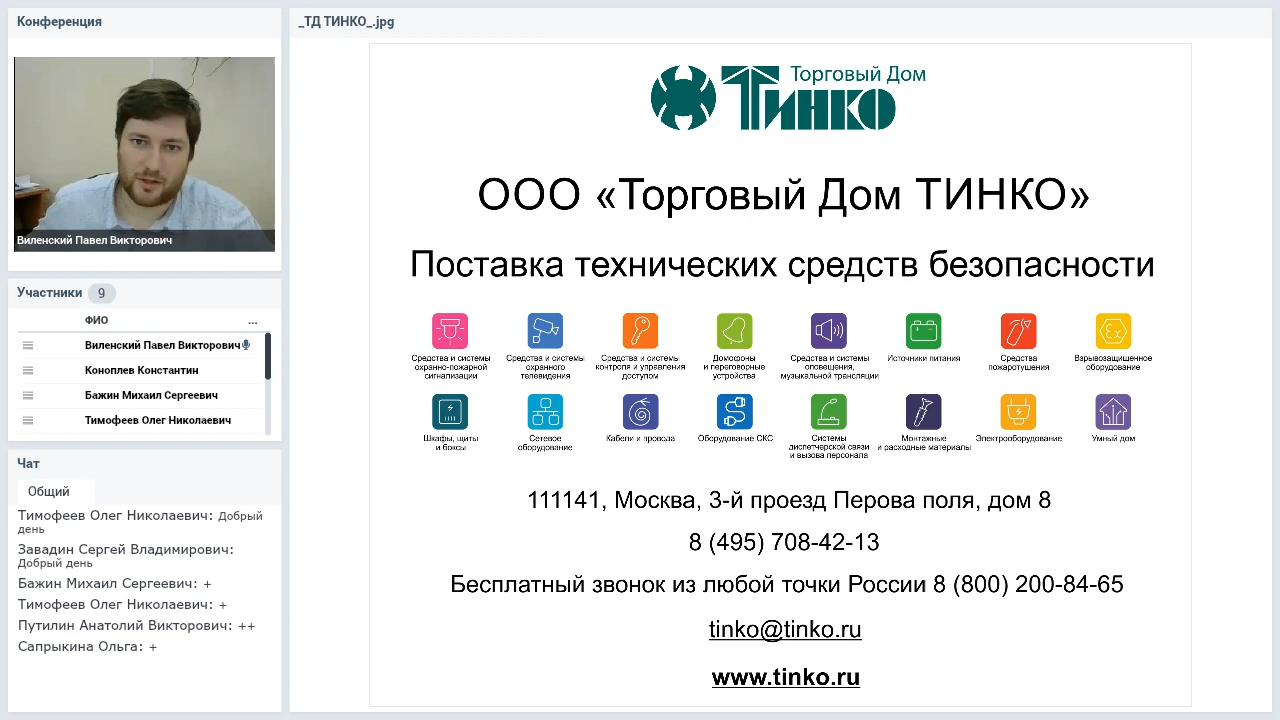 Конференция
Виленский Павел Викторович
Участники 9
ФИО ...
Виленский Павел Викторович
Коноплев Константин
Бажин Михаил Сергеевич
Тимофеев Олег Николаевич
Чат
Общий
Тимофеев Олег Николаевич: Добрый
день
Завадин Сергей Владимирович:
Добрый день
Бажин Михаил Сергеевич: +
Тимофеев Олег Николаевич: +
Путилин Анатолий Викторович: ++
Сапрыкина Ольга: +
_ТД ТИНКО_.jpg
Торговый Дом
ТИНКО
ООО «Торговый Дом ТИНКО»
Поставка технических средств безопасности
Средства и системы
охранно-пожарной
сигнализации
Средства и системы
охранного
телевидения
Средства и системы
контроля и управления
доступом
Домофоны
и переговорные
устройства
Средства и системы
оповещения,
музыкальной трансляции
Источники питания
Средства
пожаротушения
Взрывозащищенное
оборудование
Шкафы, щиты
и боксы
Сетевое
оборудование
Кабели и провода
Оборудование СКС
Системы
диспетчерской связи
и вызова персонала
Монтажные
и расходные материалы
Электрооборудование
Умный дом
111141, Москва, 3-й проезд Перова поля, дом 8
8 (495) 708-42-13
Бесплатный звонок из любой точки России 8 (800) 200-84-65
tinko@tinko.ru
www.tinko.ru